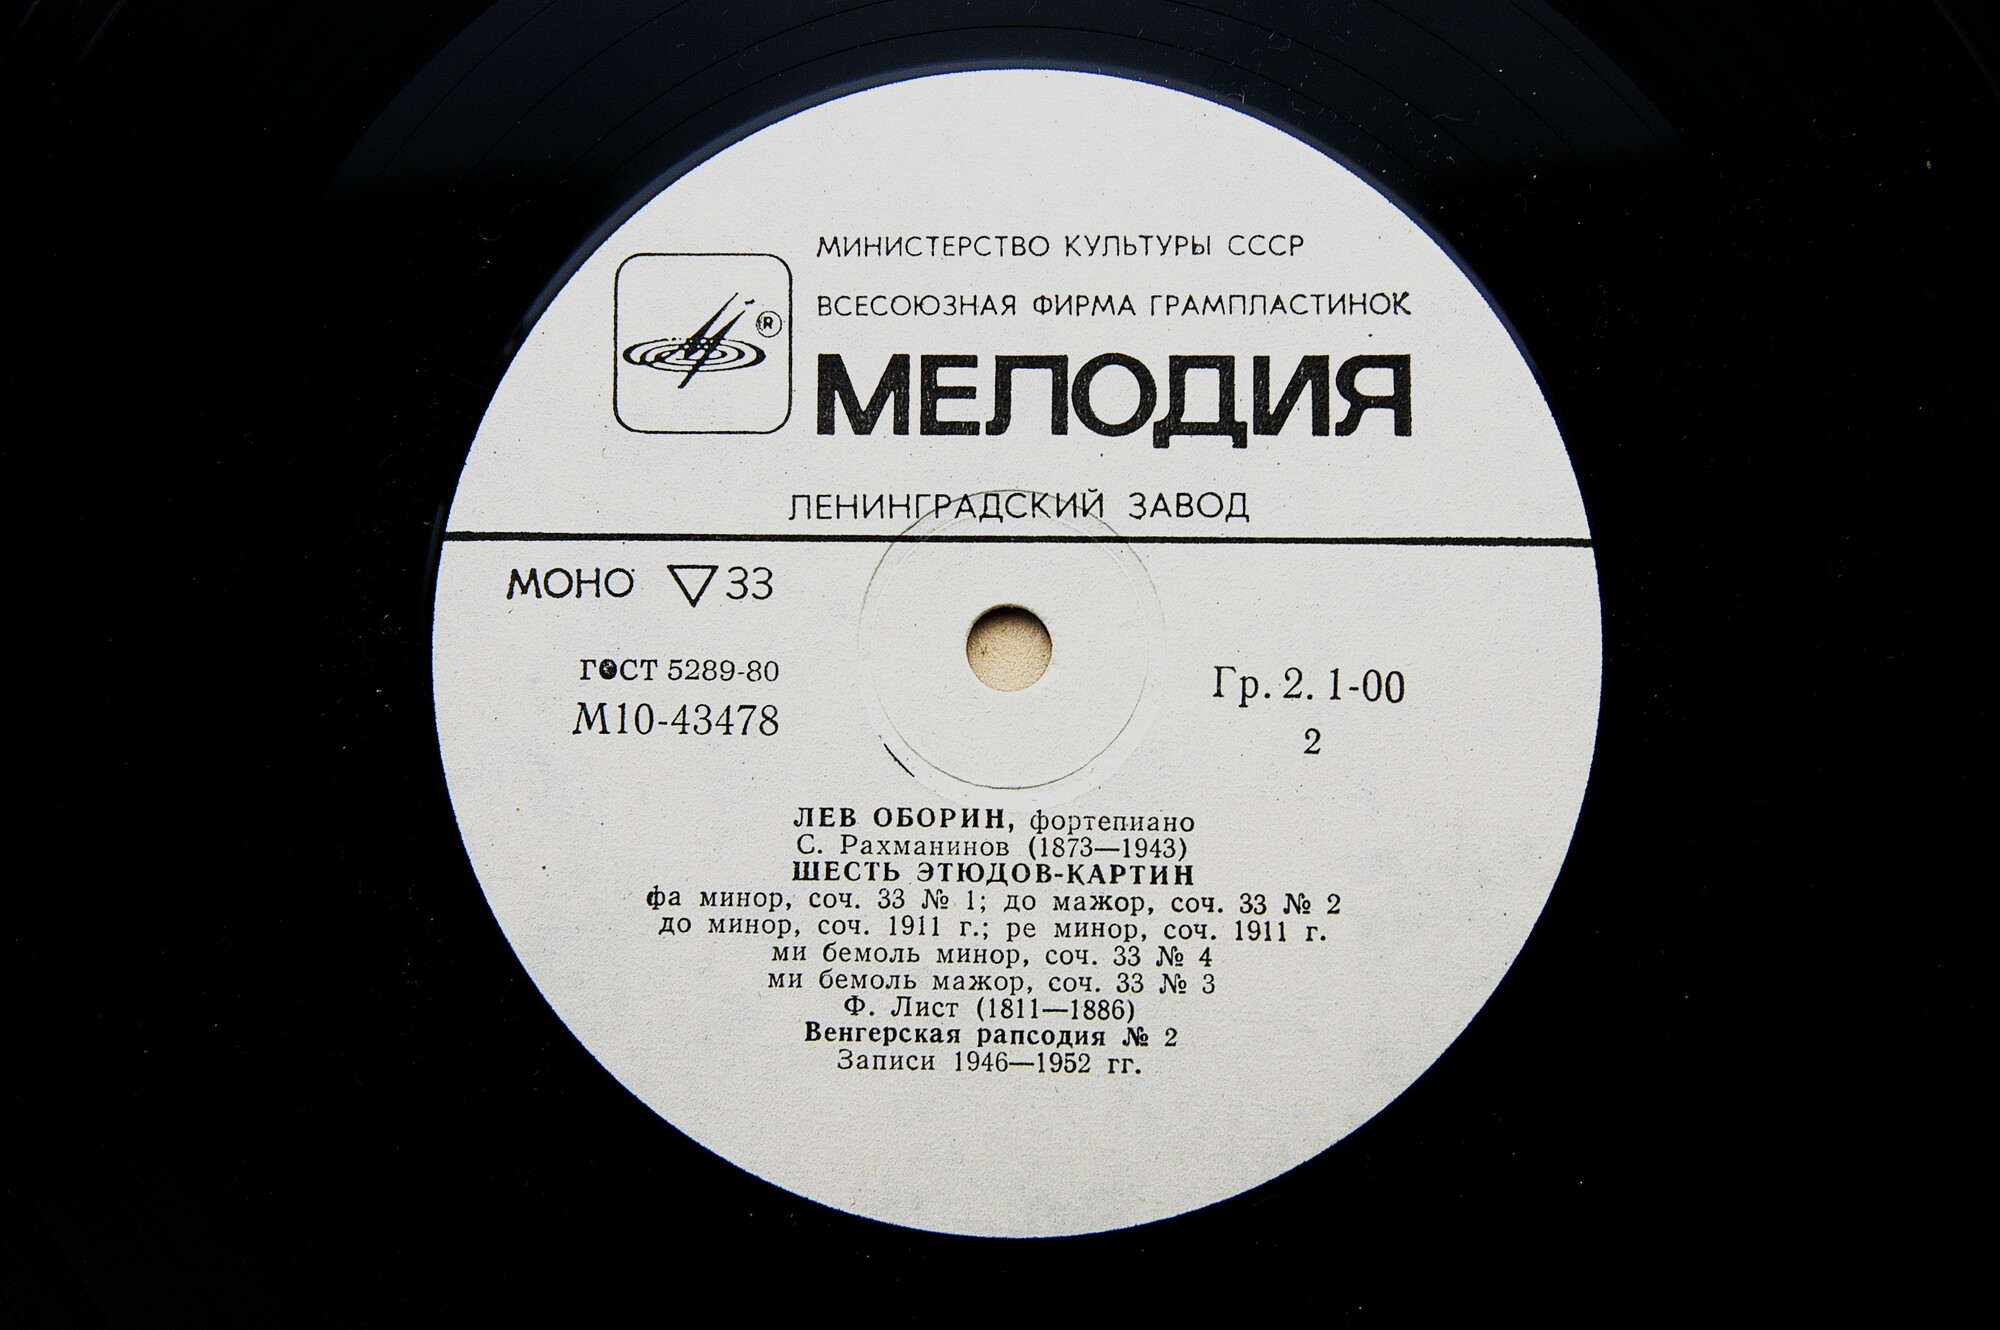 МИНИСТЕРСТВО КУЛЬТУРЫ СССР
ВСЕСОЮЗНАЯ ФИРМА ГРАМПЛАСТИНОК
®
МЕЛОДИЯ
ЛЕНИНГРАДСКИЙ ЗАВОД
МОНО ▽ 33
ГОСТ 5289-80
М10-43478
Гр. 2. 1-00
2
ЛЕВ ОБОРИН, фортепиано
С. Рахманинов (1873—1943)
ШЕСТЬ ЭТЮДОВ-КАРТИН
фа минор, соч. 33 № 1; до мажор, соч. 33 № 2
до минор, соч. 1911 г.; ре минор, соч. 1911 г.
ми бемоль минор, соч. 33 № 4
ми бемоль мажор, соч. 33 № 3
Ф. Лист (1811—1886)
Венгерская рапсодия № 2
Записи 1946—1952 гг.